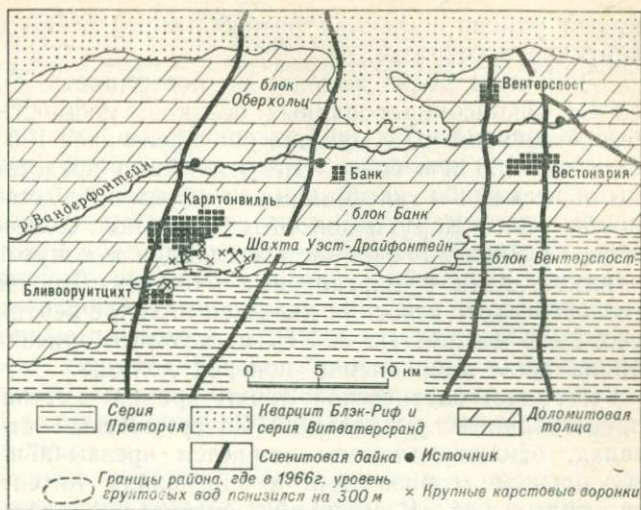 блок
Оберхольц
Вентерспост
р. Вандерфонтейн
Банк
Вестонария
Карлтонвилль
блок Банк
Шахта Уэст-Драйфонтейн
блок Вентерспост
Бливооруитцихт
0 5 10 км
Серия
Претория
Кварцит Блэк-Риф и
серия Витватерсранд
Доломитовая
толща
Сиенитовая дайка
Источник
Границы района, где в 1966г. уровень
грунтовых вод понизился на 300 м
Крупные карстовые воронки